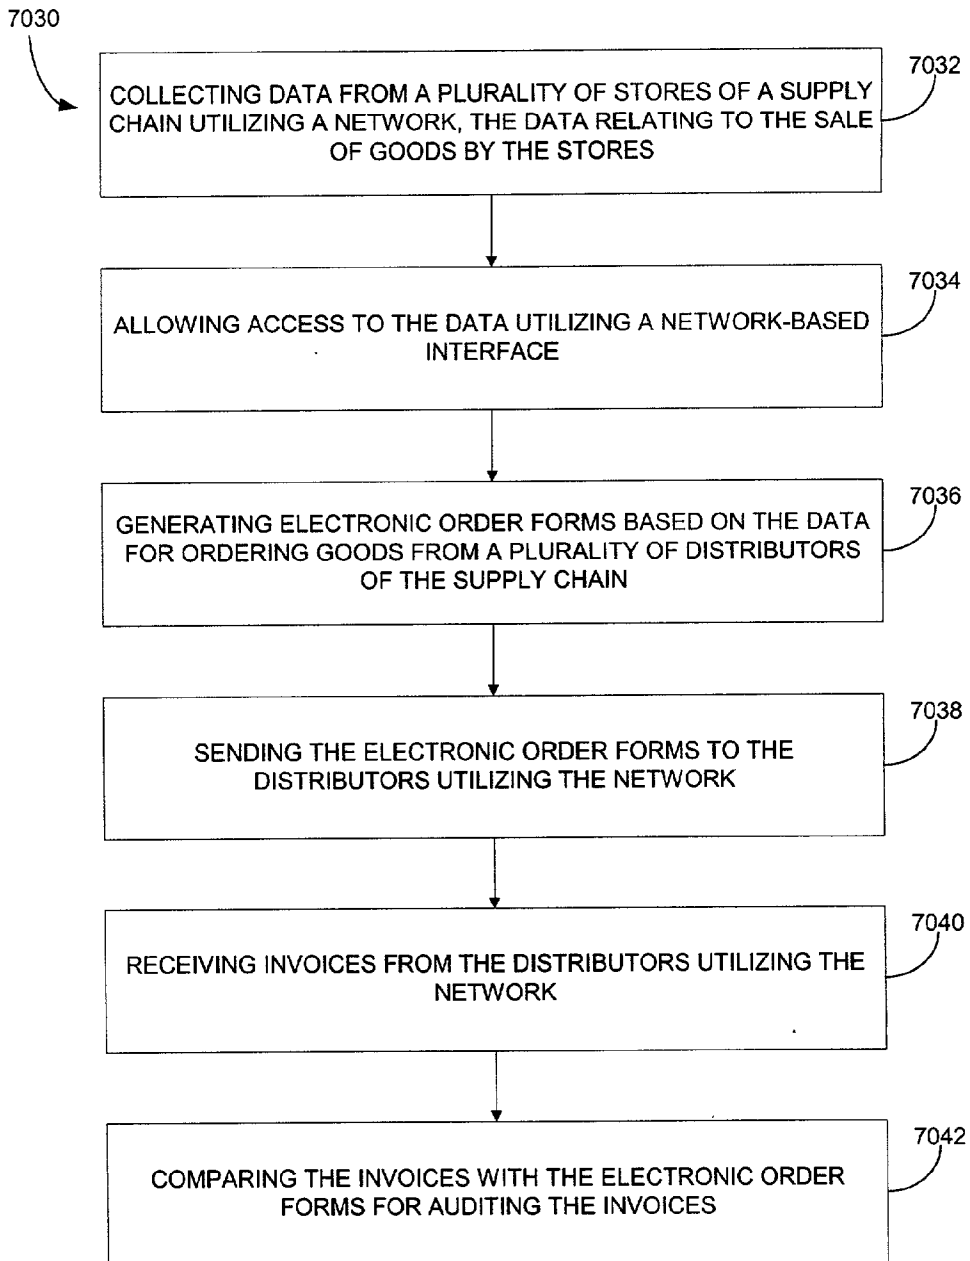 7030
7032
COLLECTING DATA FROM A PLURALITY OF STORES OF A SUPPLY
CHAIN UTILIZING A NETWORK, THE DATA RELATING TO THE SALE
OF GOODS BY THE STORES
7034
ALLOWING ACCESS TO THE DATA UTILIZING A NETWORK-BASED
INTERFACE
7036
GENERATING ELECTRONIC ORDER FORMS BASED ON THE DATA
FOR ORDERING GOODS FROM A PLURALITY OF DISTRIBUTORS
OF THE SUPPLY CHAIN
7038
SENDING THE ELECTRONIC ORDER FORMS TO THE
DISTRIBUTORS UTILIZING THE NETWORK
7040
RECEIVING INVOICES FROM THE DISTRIBUTORS UTILIZING THE
NETWORK
7042
COMPARING THE INVOICES WITH THE ELECTRONIC ORDER
FORMS FOR AUDITING THE INVOICES